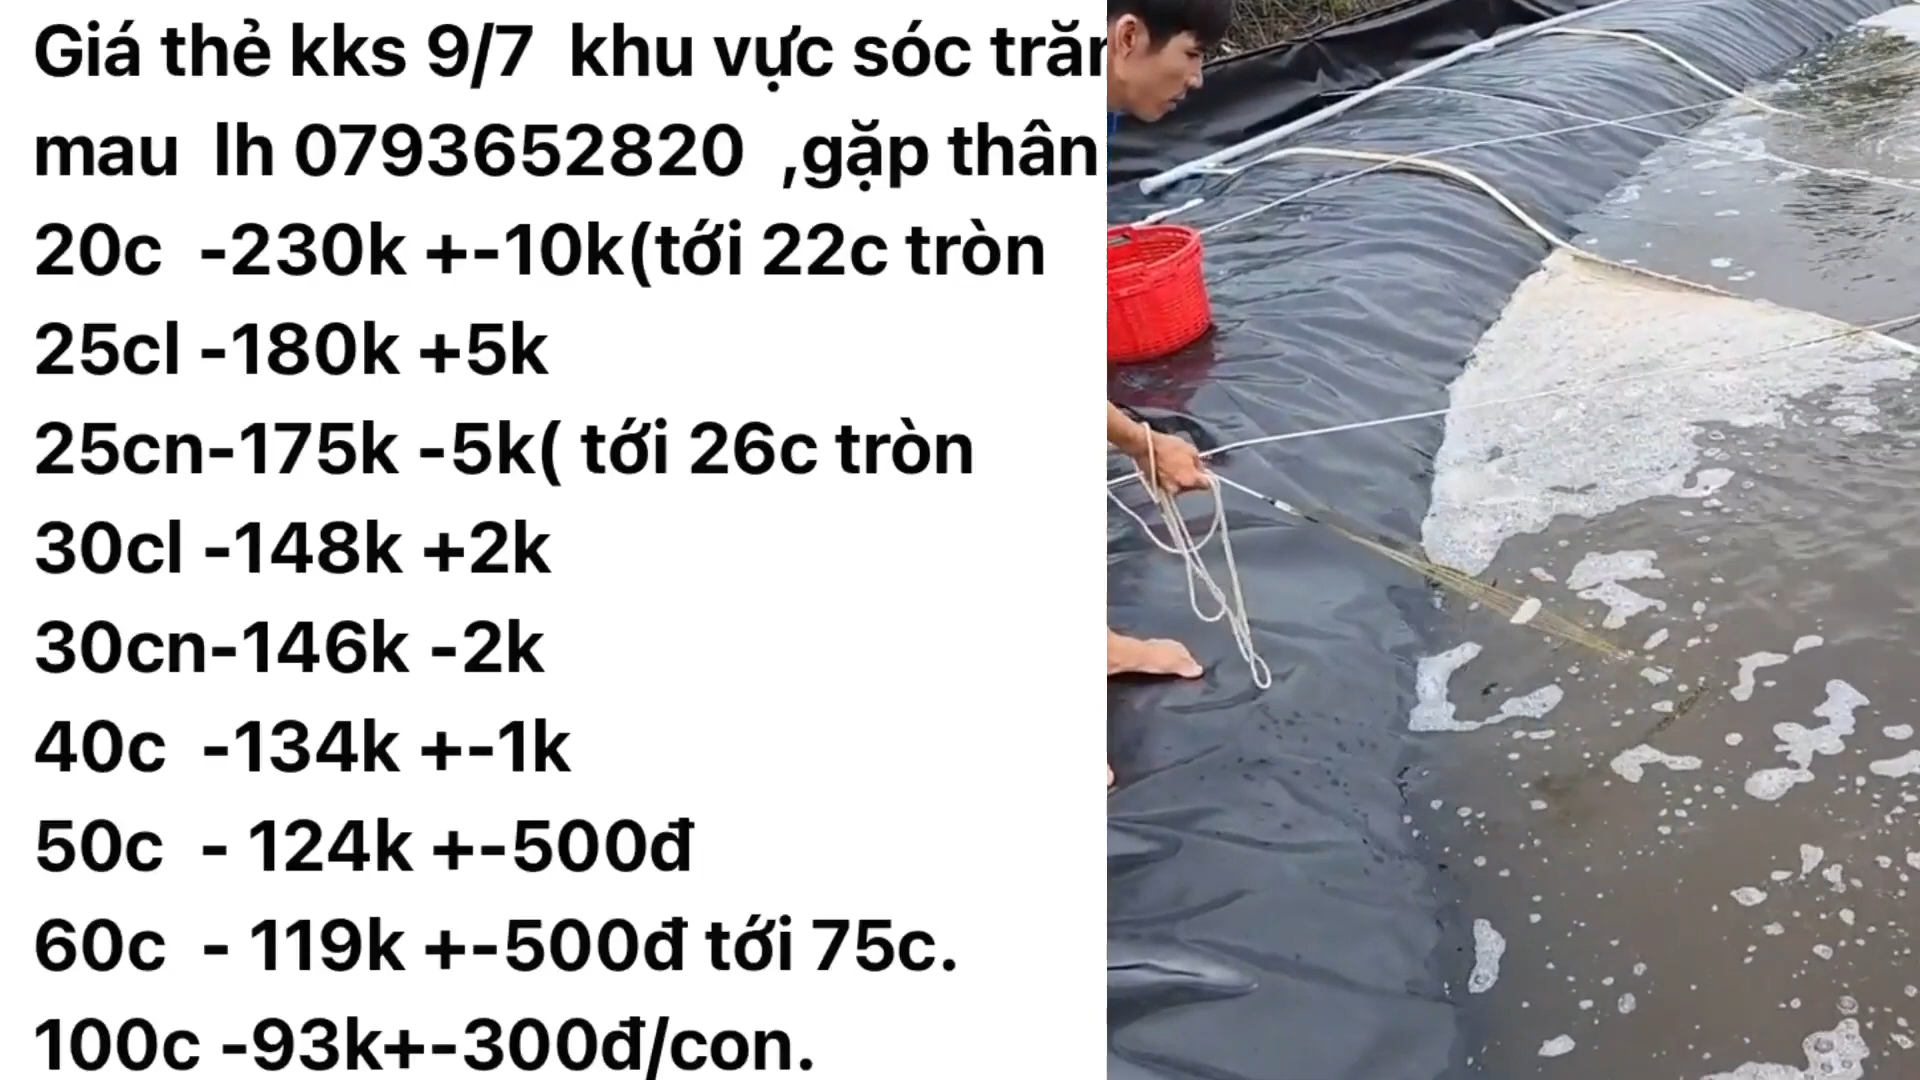 Giá thẻ kks 9/7 khu vực sóc
mau lh 0793652820 ,gặp thân
20c -230k +-10k(tới 22c tròn
25cl -180k +5k
25cn-175k -5k( tới 26c tròn
30cl -148k +2k
30cn-146k -2k
40c -134k +-1k
50c - 124k +-500đ
60c - 119k +-500đ tới 75c.
100c -93k+-300đ/con.